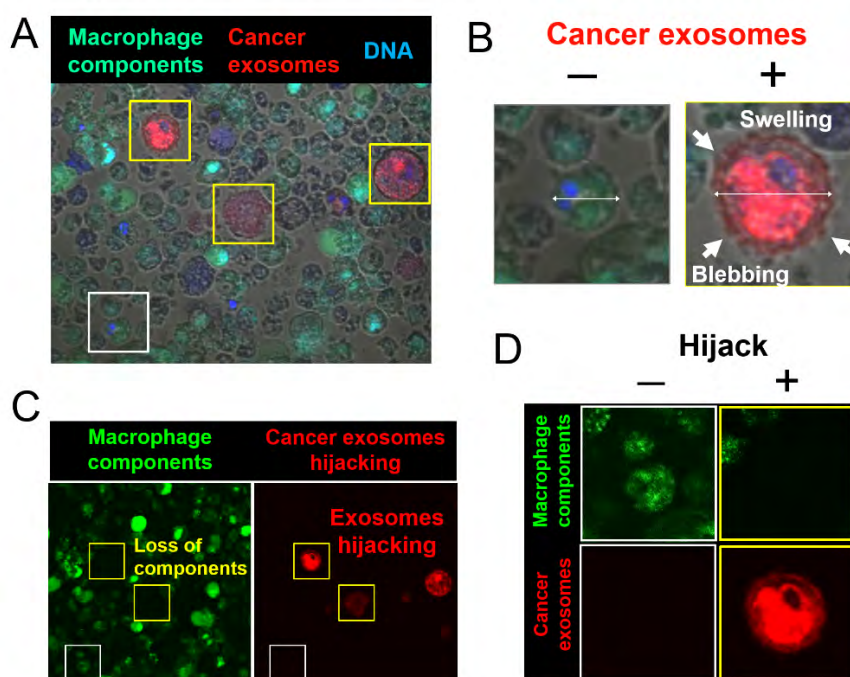 A
Macrophage components
Cancer exosomes
DNA
B
Cancer exosomes
–
+
Swelling
Blebbing
C
Macrophage components
Cancer exosomes hijacking
Loss of components
Exosomes hijacking
D
Hijack
–
+
Macrophage components
Cancer exosomes